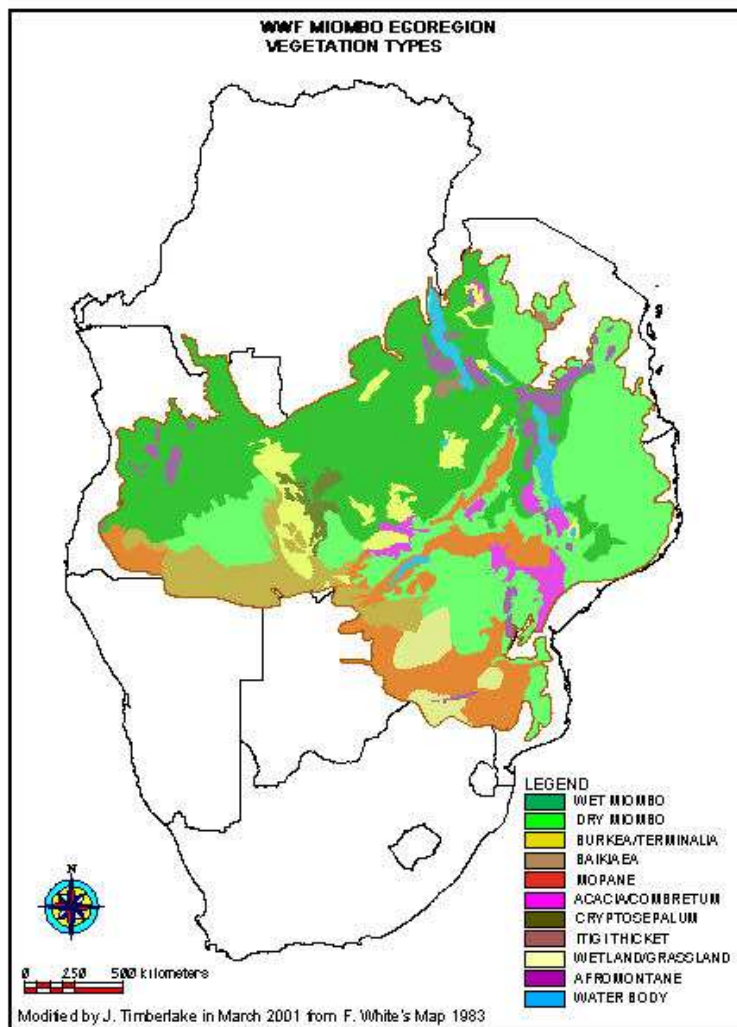 WWF MIOMBO ECOREGION
VEGETATION TYPES
LEGEND
WET MIOMBO
DRY MIOMBO
BURKEA/TERMINALIA
BAIKIAEA
MOPANE
ACACIA/COMBRETUM
CRYPTOSEPALUM
ITIGI THICKET
WETLAND/GRASSLAND
AFROMONTANE
WATER BODY
N
0 250 500 kilometers
Modified by J. Timberlake in March 2001 from F. White's Map 1983